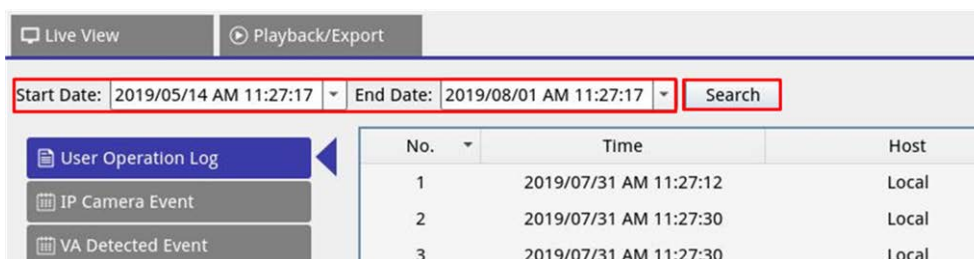 Live View Playback/Export
Start Date: 2019/05/14 AM 11:27:17 End Date: 2019/08/01 AM 11:27:17 Search
User Operation Log
No. Time Host
1 2019/07/31 AM 11:27:12 Local
IP Camera Event
2 2019/07/31 AM 11:27:30 Local
VA Detected Event
3 2019/07/31 AM 11:27:30 Local